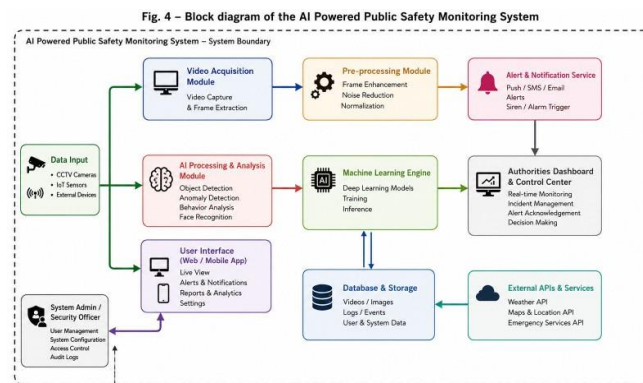 Fig. 4 – Block diagram of the AI Powered Public Safety Monitoring System
AI Powered Public Safety Monitoring System – System Boundary
Video Acquisition
Module
Video Capture
& Frame Extraction
Pre-processing Module
Frame Enhancement
Noise Reduction
Normalization
Alert & Notification Service
Push / SMS / Email
Alerts
Siren / Alarm Trigger
Data Input
• CCTV Cameras
• IoT Sensors
• External Devices
AI Processing & Analysis
Module
Object Detection
Anomaly Detection
Behavior Analysis
Face Recognition
Machine Learning Engine
AI
Deep Learning Models
Training
Inference
Authorities Dashboard
& Control Center
Real-time Monitoring
Incident Management
Alert Acknowledgement
Decision Making
User Interface
(Web / Mobile App)
Live View
Alerts & Notifications
Reports & Analytics
Settings
Database & Storage
Videos / Images
Logs / Events
User & System Data
External APIs & Services
Weather API
Maps & Location API
Emergency Services API
System Admin /
Security Officer
User Management
System Configuration
Access Control
Audit Logs